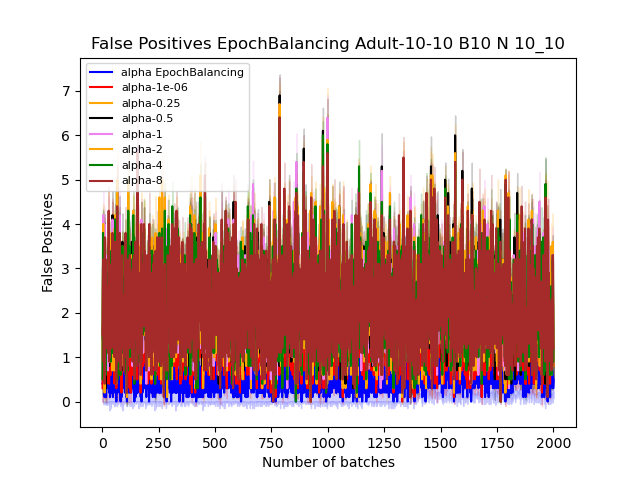 False Positives EpochBalancing Adult-10-10 B10 N 10_10
alpha EpochBalancing
alpha-1e-06
alpha-0.25
alpha-0.5
alpha-1
alpha-2
alpha-4
alpha-8
7
6
5
4
3
2
1
0
False Positives
0 250 500 750 1000 1250 1500 1750 2000
Number of batches